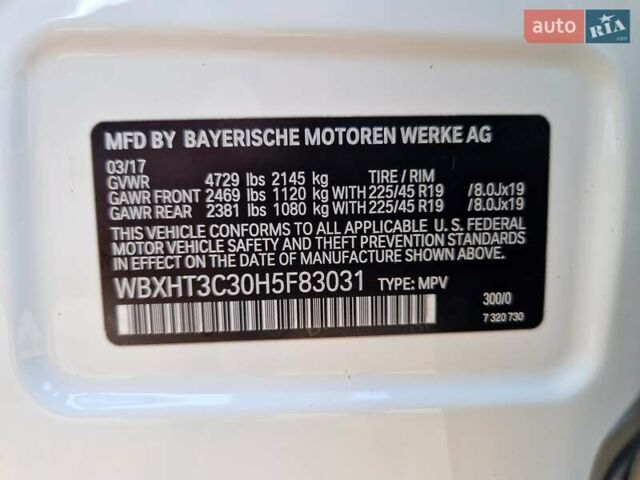 auto RIA.com
MFD BY BAYERISCHE MOTOREN WERKE AG
03/17
GVWR 4729 lbs 2145 kg TIRE / RIM
GAWR FRONT 2469 lbs 1120 kg WITH 225/45 R19 /8.0Jx19
GAWR REAR 2381 lbs 1080 kg WITH 225/45 R19 /8.0Jx19
THIS VEHICLE CONFORMS TO ALL APPLICABLE U. S. FEDERAL
MOTOR VEHICLE SAFETY AND THEFT PREVENTION STANDARDS
IN EFFECT ON THE DATE OF MANUFACTURE SHOWN ABOVE.
WBXHT3C30H5F83031 TYPE: MPV
300/0
7 320 730